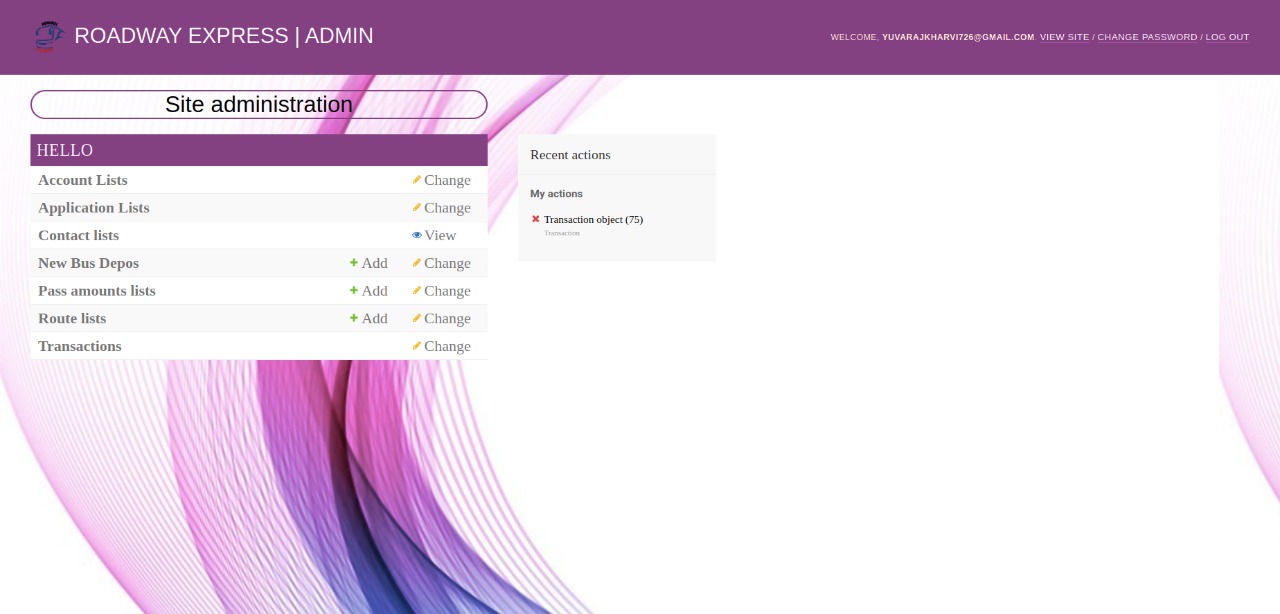 ROADWAY EXPRESS | ADMIN
WELCOME, YUVARAJKHARVI726@GMAIL.COM. VIEW SITE / CHANGE PASSWORD / LOG OUT
Site administration
HELLO
Account Lists Change
Application Lists Change
Contact lists View
New Bus Depos Add Change
Pass amounts lists Add Change
Route lists Add Change
Transactions Change
Recent actions
My actions
Transaction object (75)
Transaction